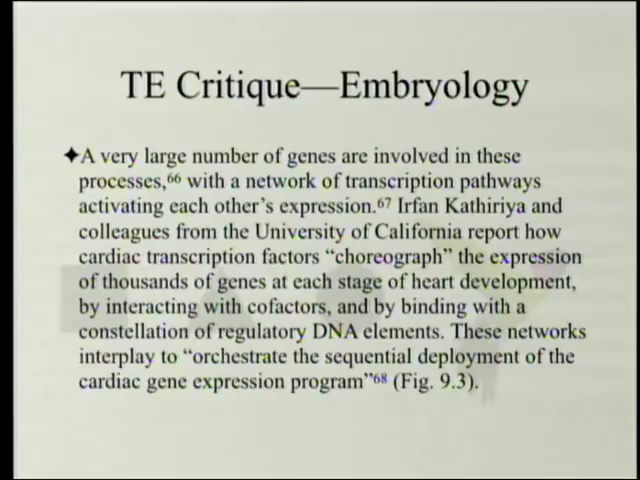 TE Critique—Embryology
✦A very large number of genes are involved in these
processes,66 with a network of transcription pathways
activating each other's expression.67 Irfan Kathiriya and
colleagues from the University of California report how
cardiac transcription factors “choreograph” the expression
of thousands of genes at each stage of heart development,
by interacting with cofactors, and by binding with a
constellation of regulatory DNA elements. These networks
interplay to “orchestrate the sequential deployment of the
cardiac gene expression program”68 (Fig. 9.3).